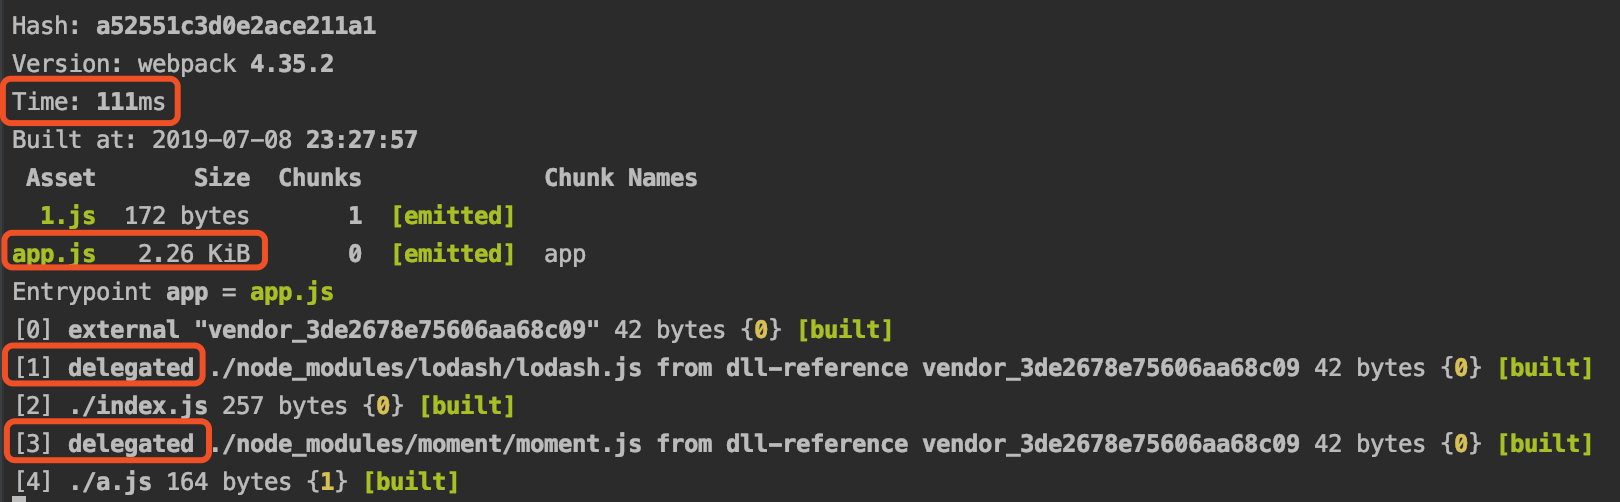 Hash: a52551c3d0e2ace211a1
Version: webpack 4.35.2
Time: 111ms
Built at: 2019-07-08 23:27:57
Asset Size Chunks Chunk Names
1.js 172 bytes 1 [emitted]
app.js 2.26 KiB 0 [emitted] app
Entrypoint app = app.js
[0] external "vendor_3de2678e75606aa68c09" 42 bytes {0} [built]
[1] delegated ./node_modules/lodash/lodash.js from dll-reference vendor_3de2678e75606aa68c09 42 bytes {0} [built]
[2] ./index.js 257 bytes {0} [built]
[3] delegated ./node_modules/moment/moment.js from dll-reference vendor_3de2678e75606aa68c09 42 bytes {0} [built]
[4] ./a.js 164 bytes {1} [built]